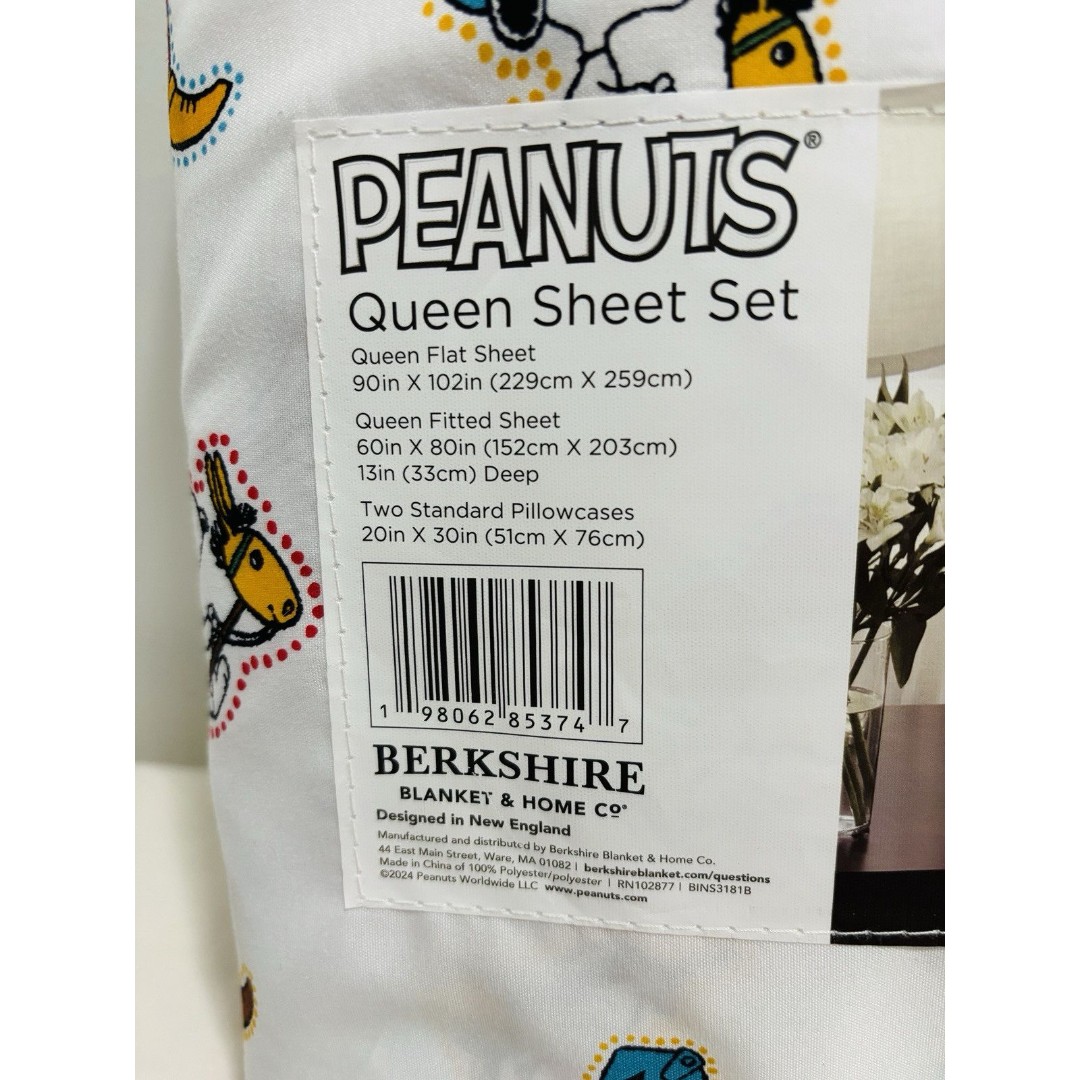 PEANUTS®
Queen Sheet Set
Queen Flat Sheet
90in X 102in (229cm X 259cm)
Queen Fitted Sheet
60in X 80in (152cm X 203cm)
13in (33cm) Deep
Two Standard Pillowcases
20in X 30in (51cm X 76cm)
1 98062 85374 7
BERKSHIRE
BLANKET & HOME Co®
Designed in New England
Manufactured and distributed by Berkshire Blanket & Home Co.
44 East Main Street, Ware, MA 01082 | berkshireblanket.com/questions
Made in China of 100% Polyester/polyester | RN102877 | BINS3181B
©2024 Peanuts Worldwide LLC www.peanuts.com